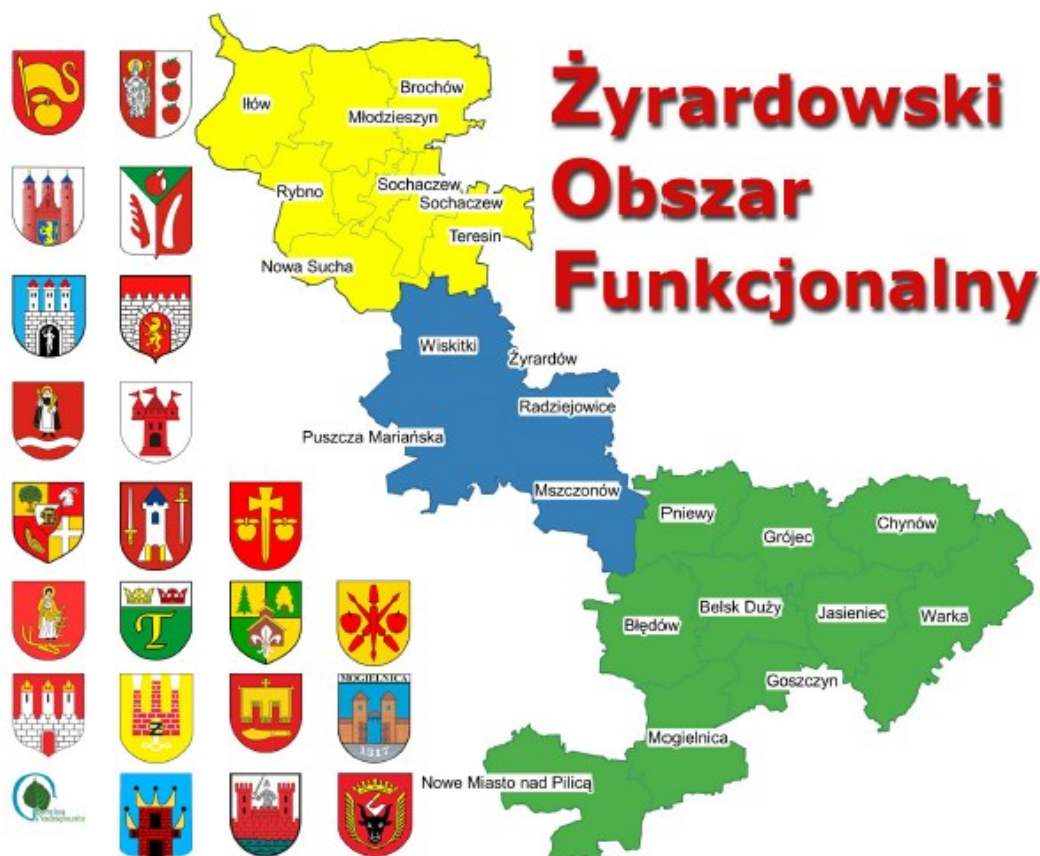 Żyrardowski
Obszar
Funkcjonalny
Iłów
Brochów
Młodzieszyn
Rybno
Sochaczew
Sochaczew
Teresin
Nowa Sucha
Wiskitki
Żyrardów
Radziejowice
Puszcza Mariańska
Mszczonów
Pniewy
Grójec
Chynów
Belsk Duży
Błędów
Jasieniec
Warka
Goszczyn
Mogielnica
Nowe Miasto nad Pilicą
T
MOGIELNICA
1317
N